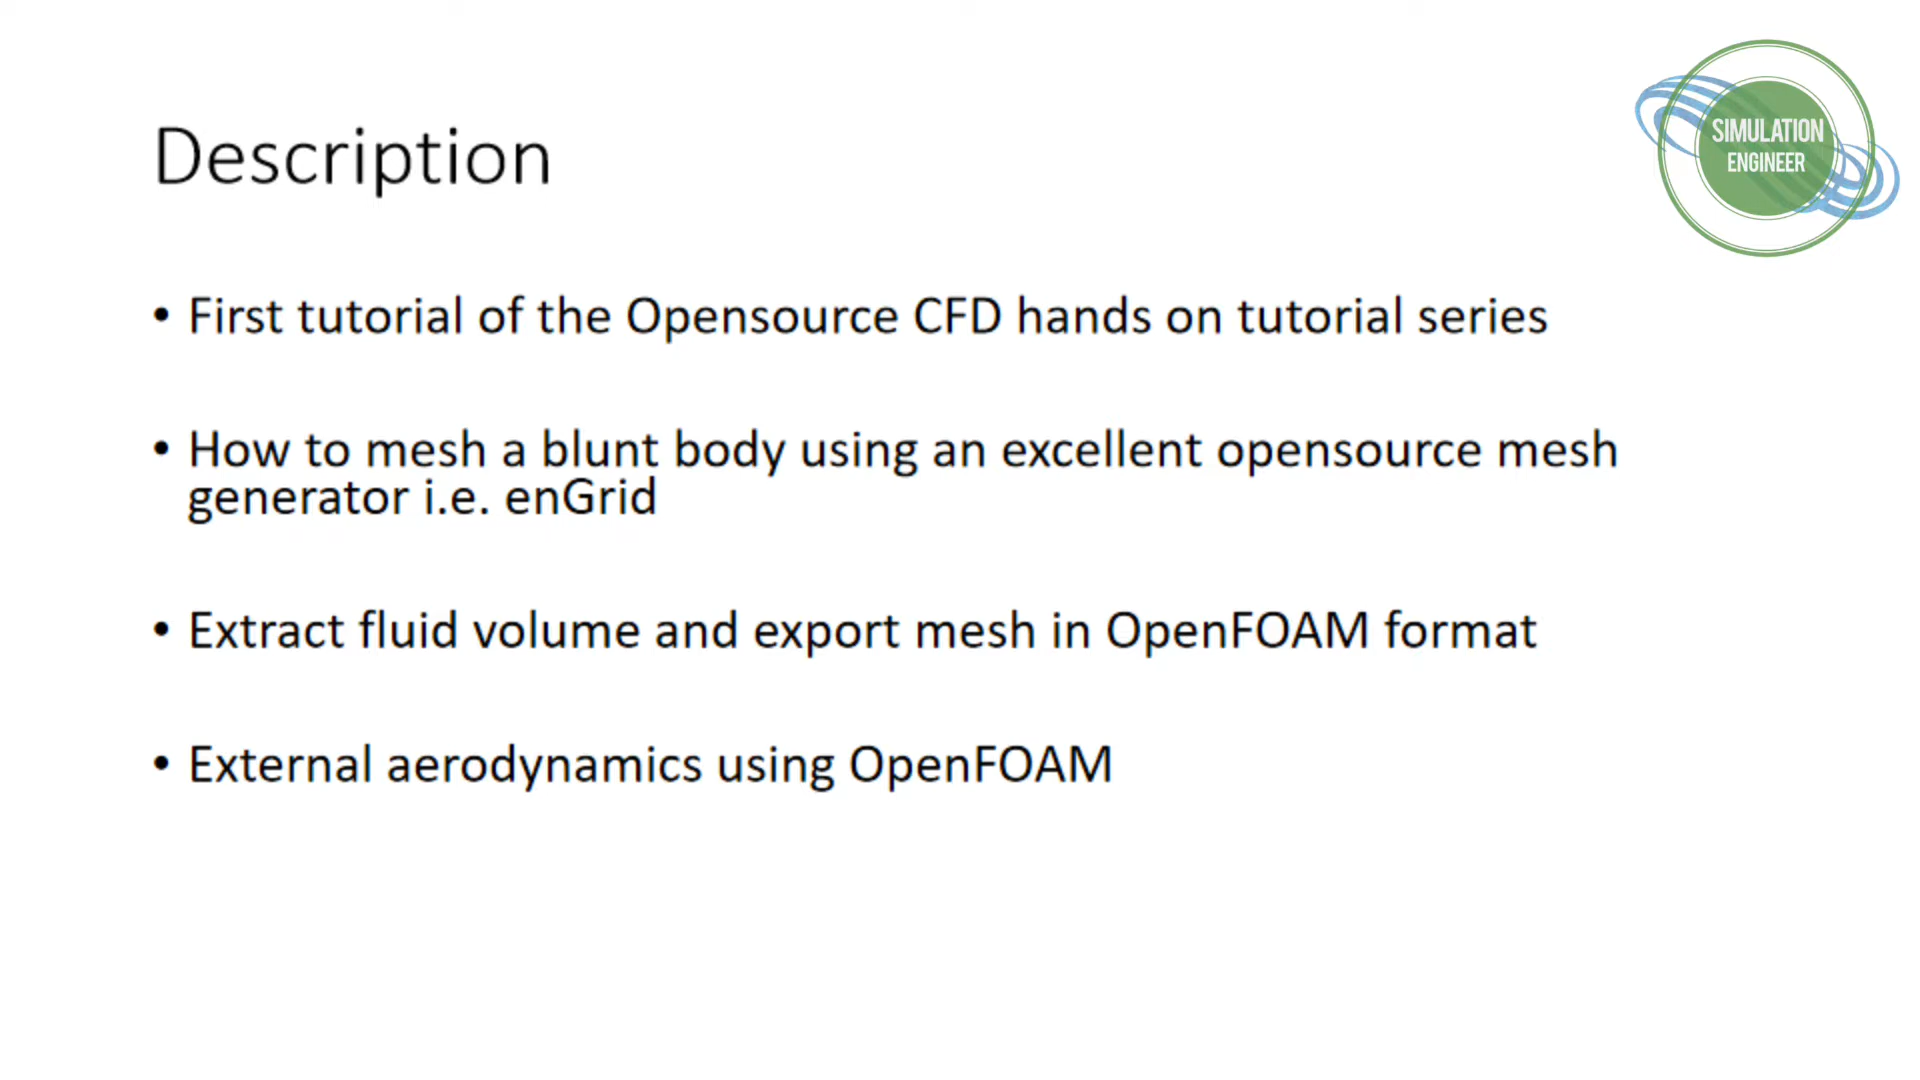 SIMULATION
ENGINEER
Description
• First tutorial of the Opensource CFD hands on tutorial series
• How to mesh a blunt body using an excellent opensource mesh
generator i.e. enGrid
• Extract fluid volume and export mesh in OpenFOAM format
• External aerodynamics using OpenFOAM